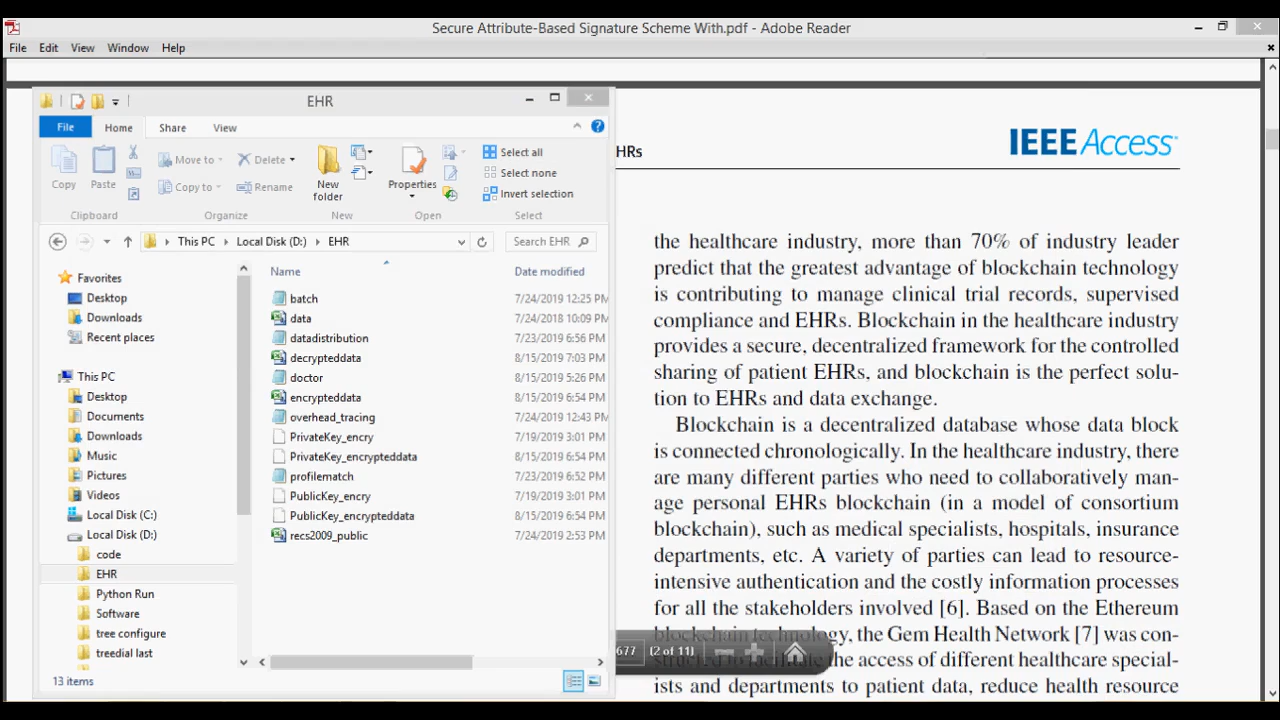 Secure Attribute-Based Signature Scheme With.pdf - Adobe Reader
File Edit View Window Help
EHR
File Home Share View
Copy
Paste
Clipboard
Move to
Copy to
Delete
Rename
Organize
New folder
New
Properties
Open
Select all
Select none
Invert selection
Select
This PC Local Disk (D:) EHR
Search EHR
Favorites
Desktop
Downloads
Recent places
This PC
Desktop
Documents
Downloads
Music
Pictures
Videos
Local Disk (C:)
Local Disk (D:)
code
EHR
Python Run
Software
tree configure
treedial last
Name Date modified
batch 7/24/2019 12:25 PM
data 7/24/2018 10:09 PM
datadistribution 7/23/2019 6:56 PM
decrypteddata 8/15/2019 7:03 PM
doctor 8/15/2019 5:26 PM
encrypteddata 8/15/2019 6:54 PM
overhead_tracing 7/24/2019 12:43 PM
PrivateKey_encry 7/19/2019 3:01 PM
PrivateKey_encrypteddata 8/15/2019 6:54 PM
profilematch 7/23/2019 6:52 PM
PublicKey_encry 7/19/2019 3:01 PM
PublicKey_encrypteddata 8/15/2019 6:54 PM
recs2009_public 7/24/2019 2:53 PM
13 items
HRs
IEEE Access
the healthcare industry, more than 70% of industry leader
predict that the greatest advantage of blockchain technology
is contributing to manage clinical trial records, supervised
compliance and EHRs. Blockchain in the healthcare industry
provides a secure, decentralized framework for the controlled
sharing of patient EHRs, and blockchain is the perfect solu-
tion to EHRs and data exchange.
Blockchain is a decentralized database whose data block
is connected chronologically. In the healthcare industry, there
are many different parties who need to collaboratively man-
age personal EHRs blockchain (in a model of consortium
blockchain), such as medical specialists, hospitals, insurance
departments, etc. A variety of parties can lead to resource-
intensive authentication and the costly information processes
for all the stakeholders involved [6]. Based on the Ethereum
blockchain technology, the Gem Health Network [7] was con-
structed to facilitate the access of different healthcare special-
ists and departments to patient data, reduce health resource
677 (2 of 11)